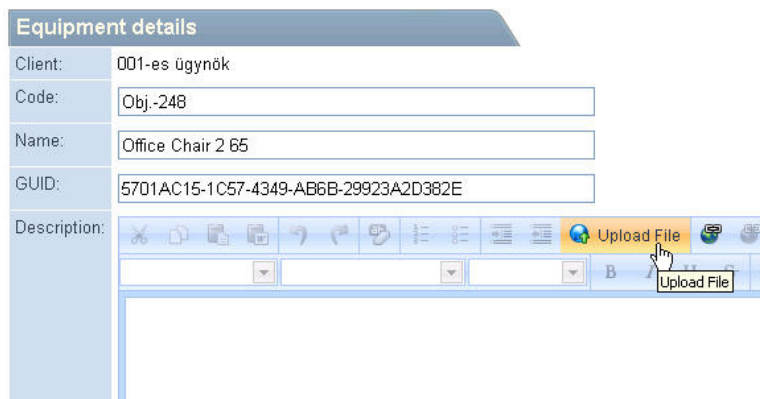 Equipment details
Client: 001-es ügynök
Code: Obj.-248
Name: Office Chair 2 65
GUID: 5701AC15-1C57-4349-AB6B-29923A2D382E
Description: Upload File
B I U S
Upload File